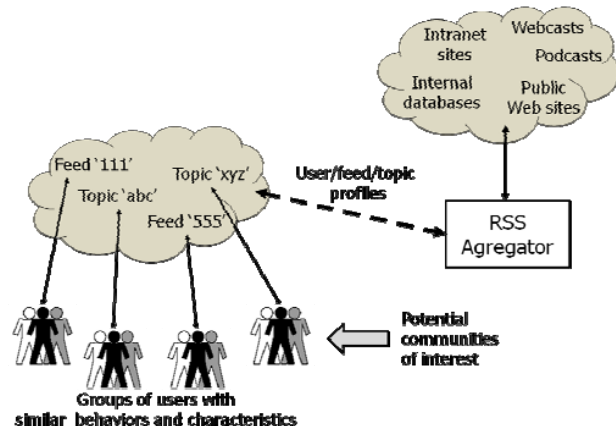 Webcasts
Intranet
sites
Podcasts
Internal
databases
Public
Web sites
Feed '111'
Topic 'xyz'
Topic 'abc'
Feed '555'
User/feed/topic
profiles
RSS
Agregator
Potential
communities
of interest
Groups of users with
similar behaviors and characteristics